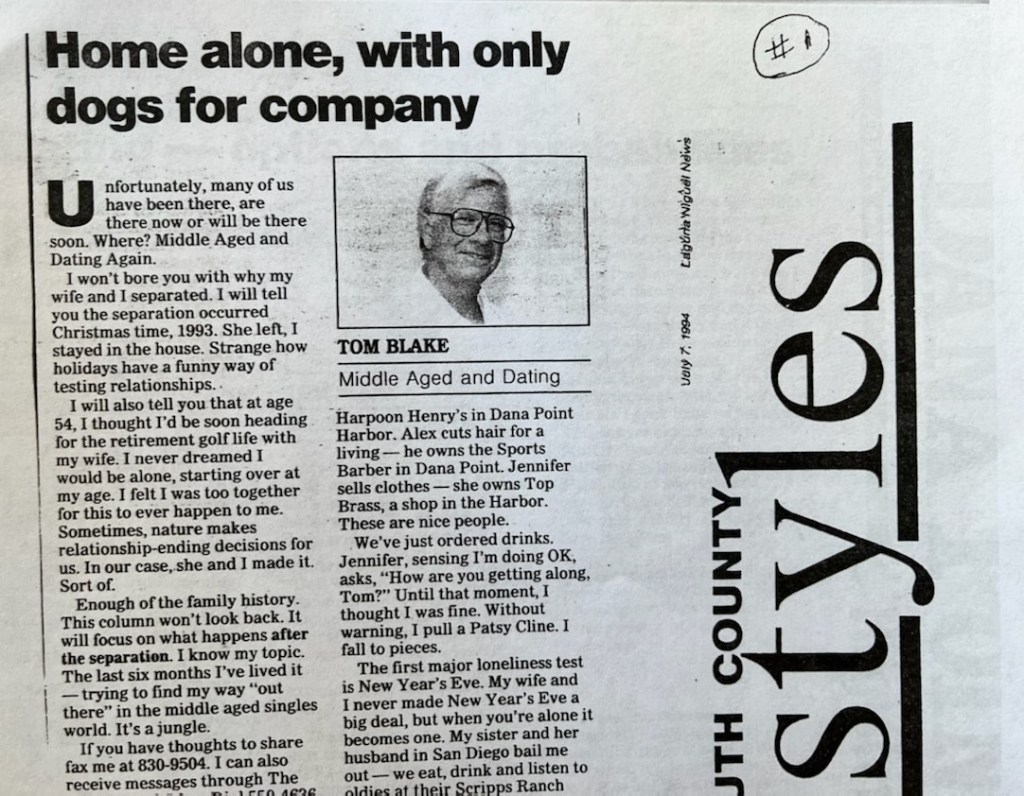 Home alone, with only
dogs for company
# 1
Unfortunately, many of us
have been there, are
there now or will be there
soon. Where? Middle Aged and
Dating Again.
I won't bore you with why my
wife and I separated. I will tell
you the separation occurred
Christmas time, 1993. She left, I
stayed in the house. Strange how
holidays have a funny way of
testing relationships.
I will also tell you that at age
54, I thought I'd be soon heading
for the retirement golf life with
my wife. I never dreamed I
would be alone, starting over at
my age. I felt I was too together
for this to ever happen to me.
Sometimes, nature makes
relationship-ending decisions for
us. In our case, she and I made it.
Sort of.
Enough of the family history.
This column won't look back. It
will focus on what happens after
the separation. I know my topic.
The last six months I've lived it
— trying to find my way "out
there" in the middle aged singles
world. It's a jungle.
If you have thoughts to share
fax me at 830-9504. I can also
receive messages through The
TOM BLAKE
Middle Aged and Dating
Harpoon Henry's in Dana Point
Harbor. Alex cuts hair for a
living — he owns the Sports
Barber in Dana Point. Jennifer
sells clothes — she owns Top
Brass, a shop in the Harbor.
These are nice people.
We've just ordered drinks.
Jennifer, sensing I'm doing OK,
asks, "How are you getting along,
Tom?" Until that moment, I
thought I was fine. Without
warning, I pull a Patsy Cline. I
fall to pieces.
The first major loneliness test
is New Year's Eve. My wife and
I never made New Year's Eve a
big deal, but when you're alone it
becomes one. My sister and her
husband in San Diego bail me
out — we eat, drink and listen to
oldies at their Scripps Ranch
July 7, 1994 Laguna Niguel News
UTH COUNTY
styles